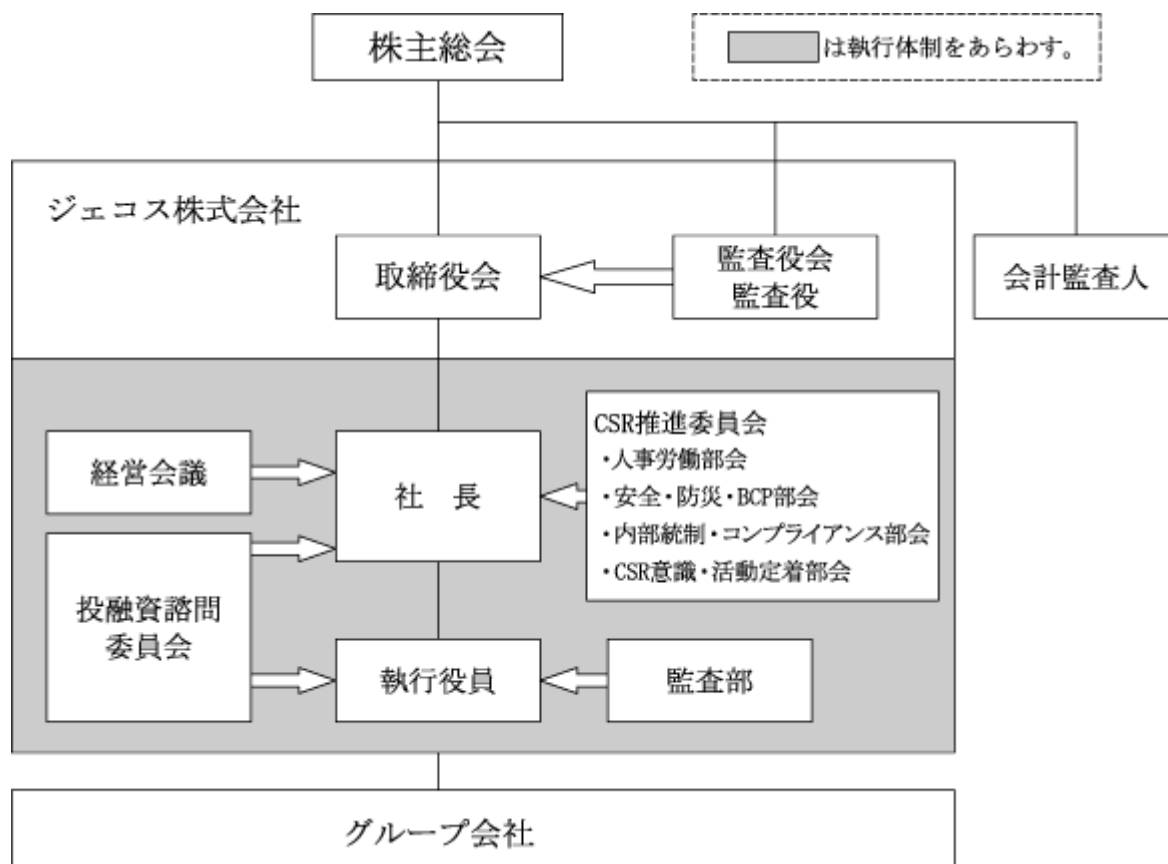 株主総会
は執行体制をあらわす。
ジェコス株式会社
取締役会
監査役会
監査役
会計監査人
経営会議
社　長
CSR推進委員会
・人事労働部会
・安全・防災・BCP部会
・内部統制・コンプライアンス部会
・CSR意識・活動定着部会
投融資諮問
委員会
執行役員
監査部
グループ会社